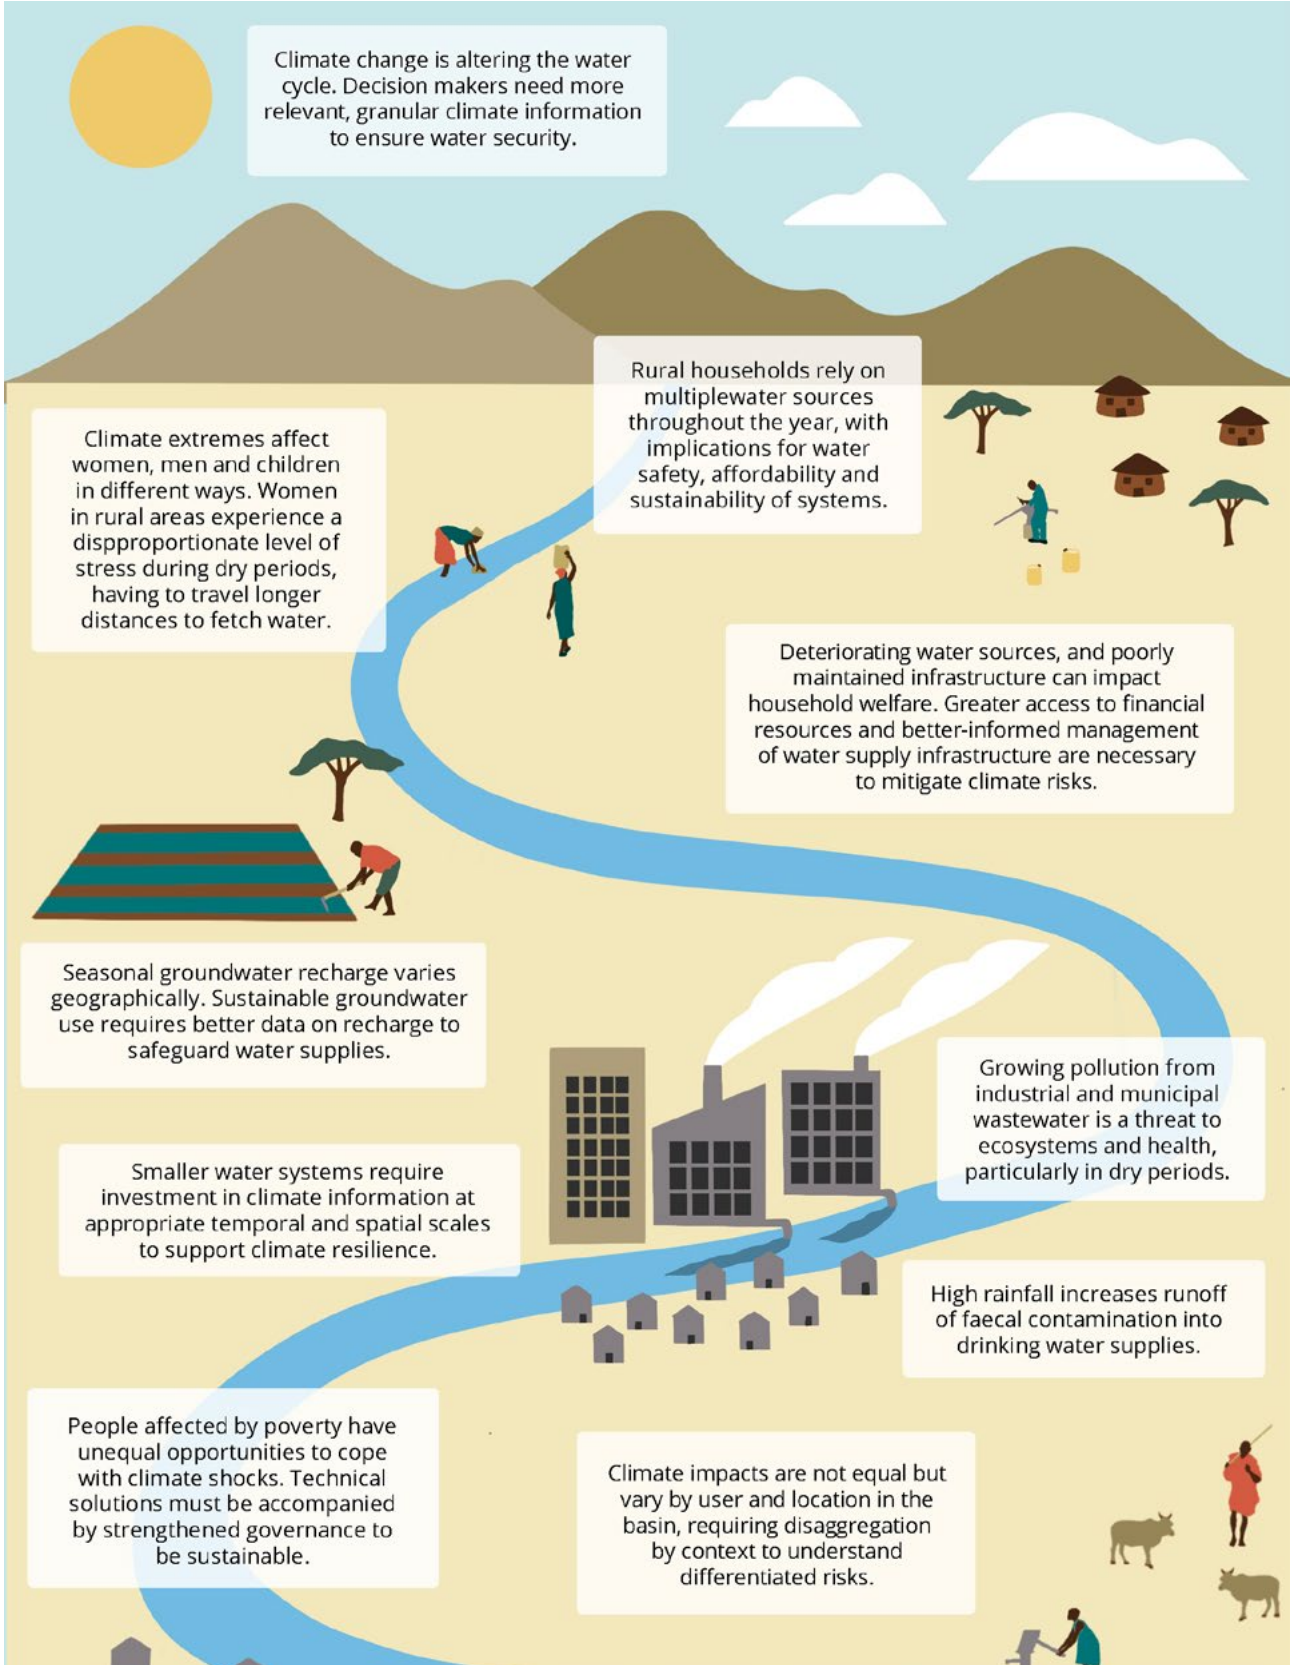 Climate change is altering the water
cycle. Decision makers need more
relevant, granular climate information
to ensure water security.
Rural households rely on
multiplewater sources
throughout the year, with
implications for water
safety, affordability and
sustainability of systems.
Climate extremes affect
women, men and children
in different ways. Women
in rural areas experience a
dispproportionate level of
stress during dry periods,
having to travel longer
distances to fetch water.
Deteriorating water sources, and poorly
maintained infrastructure can impact
household welfare. Greater access to financial
resources and better-informed management
of water supply infrastructure are necessary
to mitigate climate risks.
Seasonal groundwater recharge varies
geographically. Sustainable groundwater
use requires better data on recharge to
safeguard water supplies.
Growing pollution from
industrial and municipal
wastewater is a threat to
ecosystems and health,
particularly in dry periods.
Smaller water systems require
investment in climate information at
appropriate temporal and spatial scales
to support climate resilience.
High rainfall increases runoff
of faecal contamination into
drinking water supplies.
People affected by poverty have
unequal opportunities to cope
with climate shocks. Technical
solutions must be accompanied
by strengthened governance to
be sustainable.
Climate impacts are not equal but
vary by user and location in the
basin, requiring disaggregation
by context to understand
differentiated risks.